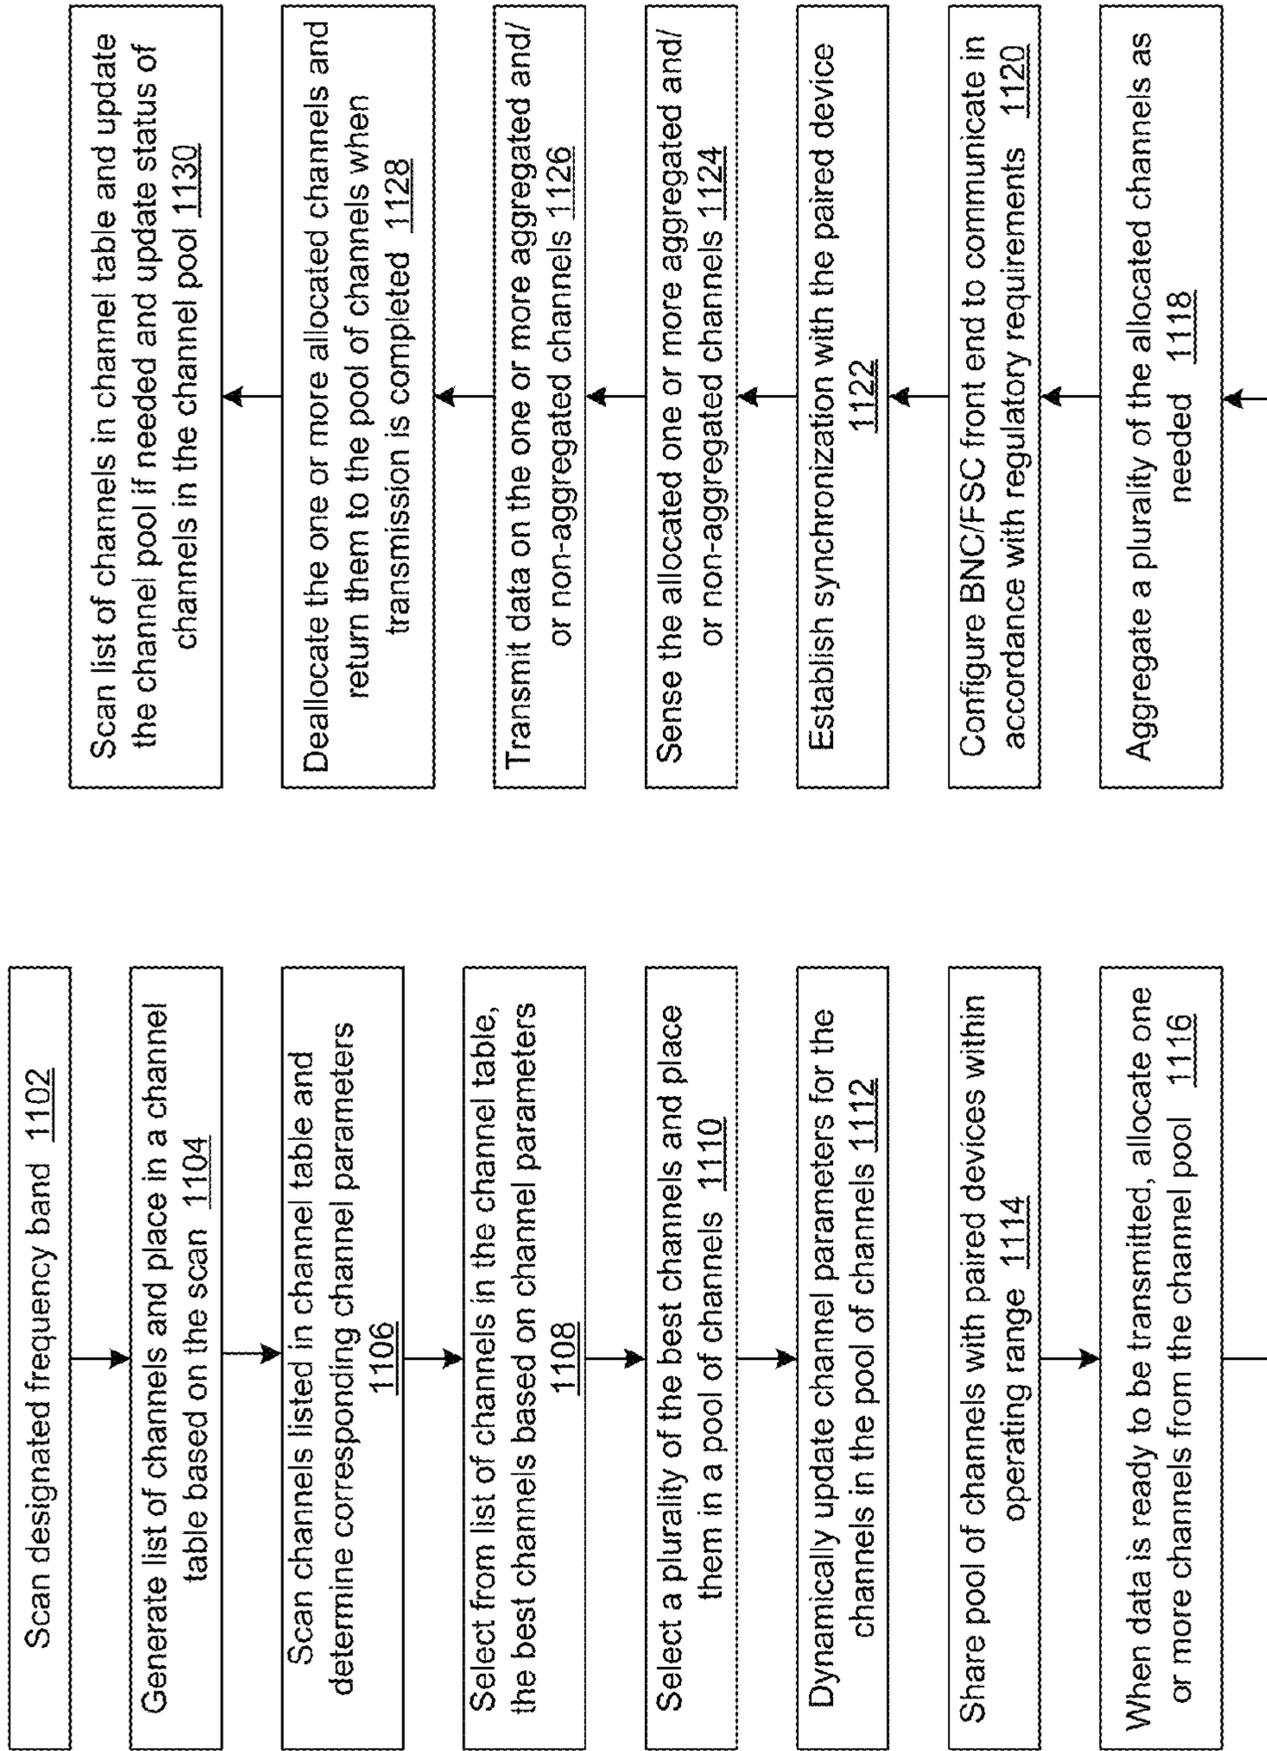 Scan designated frequency band 1102
Generate list of channels and place in a channel
table based on the scan 1104
Scan channels listed in channel table and
determine corresponding channel parameters
1106
Select from list of channels in the channel table,
the best channels based on channel parameters
1108
Select a plurality of the best channels and place
them in a pool of channels 1110
Dynamically update channel parameters for the
channels in the pool of channels 1112
Share pool of channels with paired devices within
operating range 1114
When data is ready to be transmitted, allocate one
or more channels from the channel pool 1116
Aggregate a plurality of the allocated channels as
needed 1118
Configure BNC/FSC front end to communicate in
accordance with regulatory requirements 1120
Establish synchronization with the paired device
1122
Sense the allocated one or more aggregated and/
or non-aggregated channels 1124
Transmit data on the one or more aggregated and/
or non-aggregated channels 1126
Deallocate the one or more allocated channels and
return them to the pool of channels when
transmission is completed 1128
Scan list of channels in channel table and update
the channel pool if needed and update status of
channels in the channel pool 1130